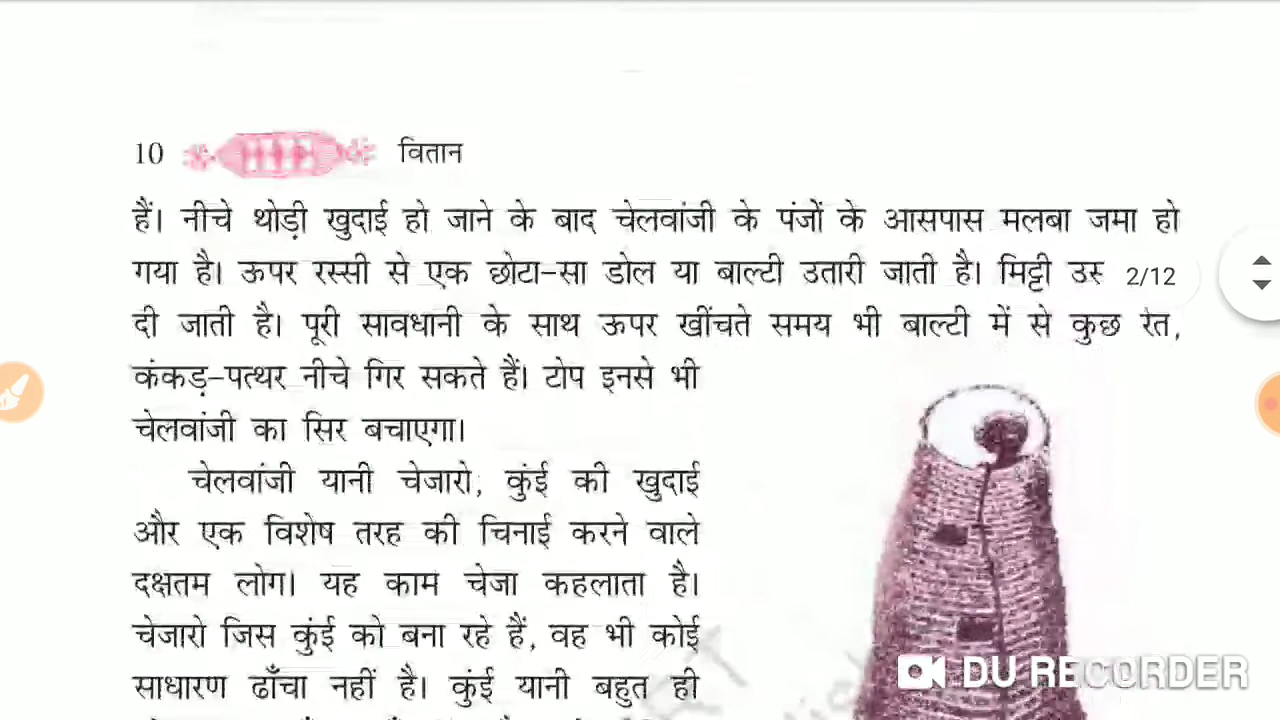 10 वितान
हैं। नीचे थोड़ी खुदाई हो जाने के बाद चेलवांजी के पंजों के आसपास मलबा जमा हो
गया है। ऊपर रस्सी से एक छोटा-सा डोल या बाल्टी उतारी जाती है। मिट्टी उस 2/12
दी जाती है। पूरी सावधानी के साथ ऊपर खींचते समय भी बाल्टी में से कुछ रेत,
कंकड़-पत्थर नीचे गिर सकते हैं। टोप इनसे भी
चेलवांजी का सिर बचाएगा।
चेलवांजी यानी चेजारो, कुंई की खुदाई
और एक विशेष तरह की चिनाई करने वाले
दक्षतम लोग। यह काम चेजा कहलाता है।
चेजारो जिस कुंई को बना रहे हैं, वह भी कोई
साधारण ढाँचा नहीं है। कुंई यानी बहुत ही
DU RECORDER